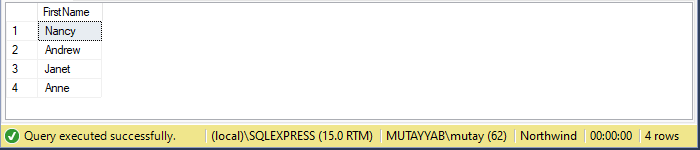 FirstName
1 Nancy
2 Andrew
3 Janet
4 Anne
Query executed successfully. (local)\SQLEXPRESS (15.0 RTM) MUTAYYAB\mutay (62) Northwind 00:00:00 4 rows